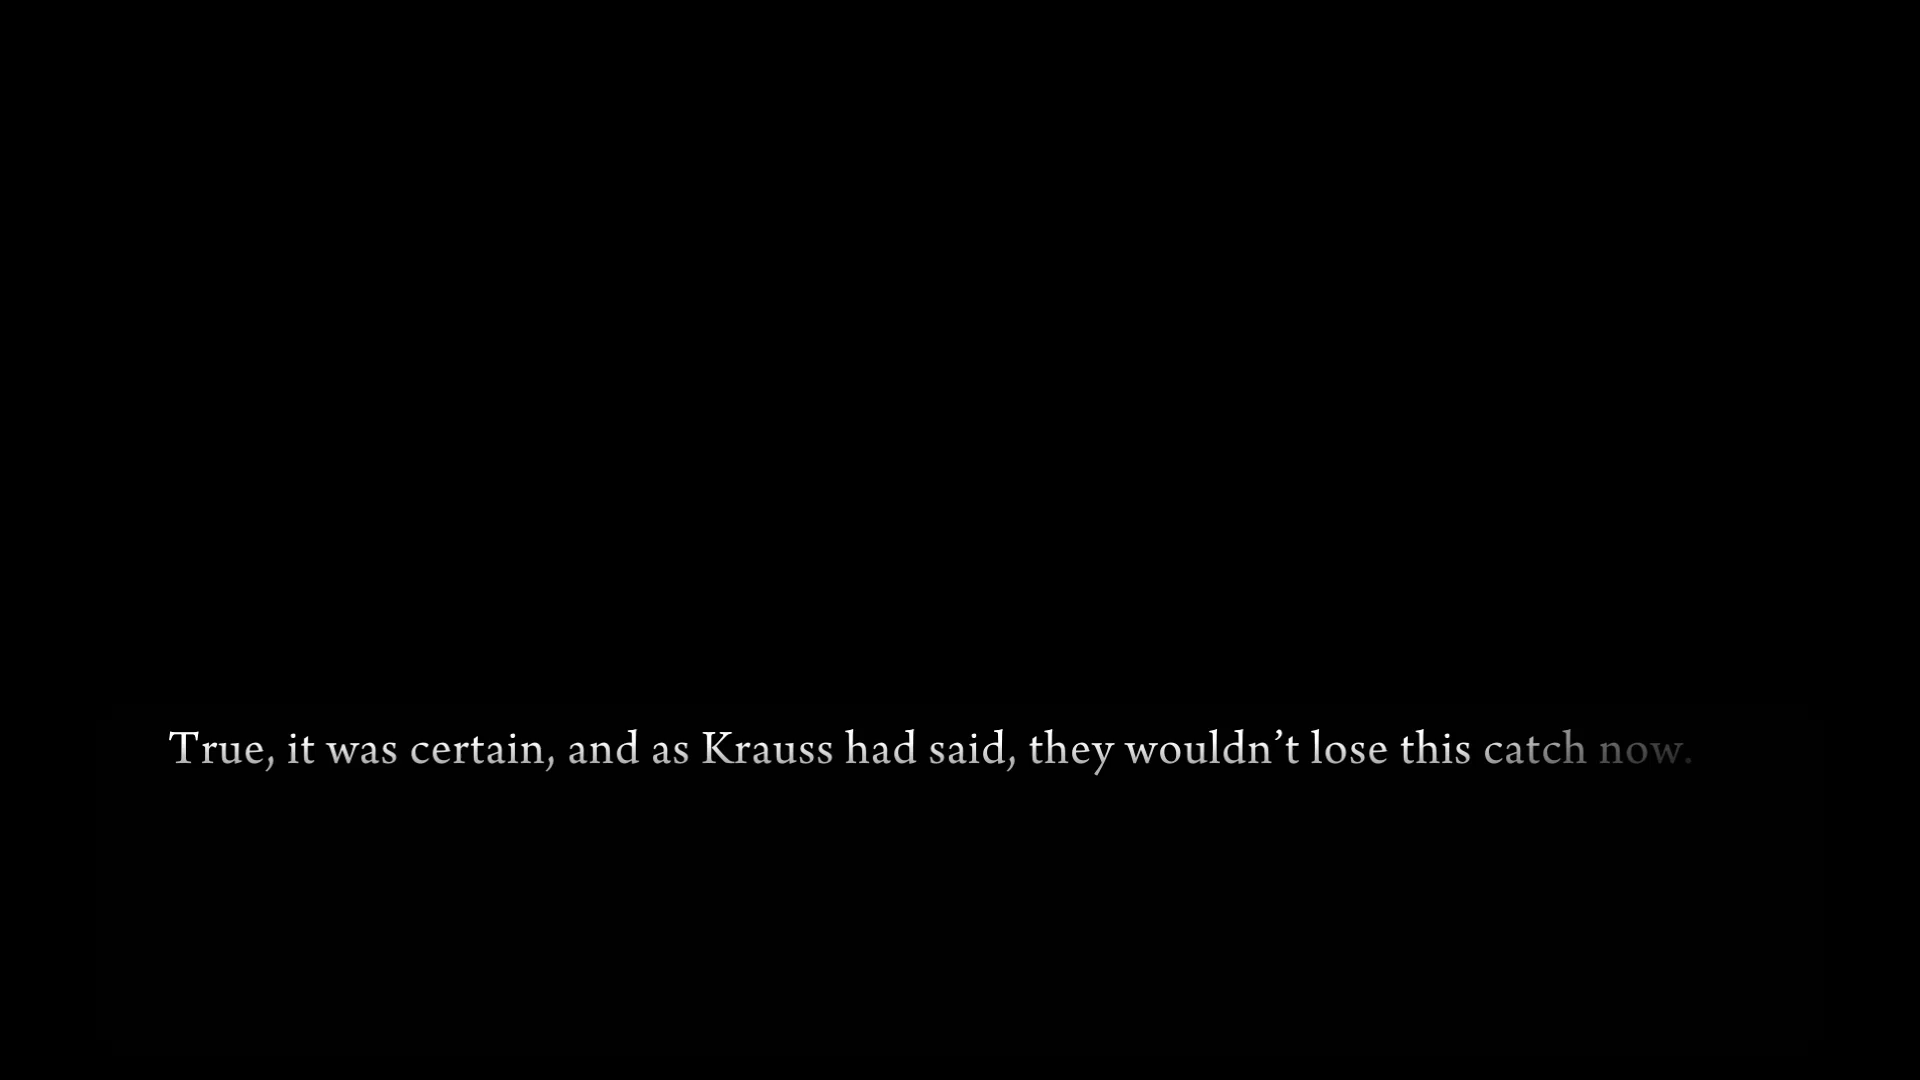 True, it was certain, and as Krauss had said, they wouldn’t lose this catch now.